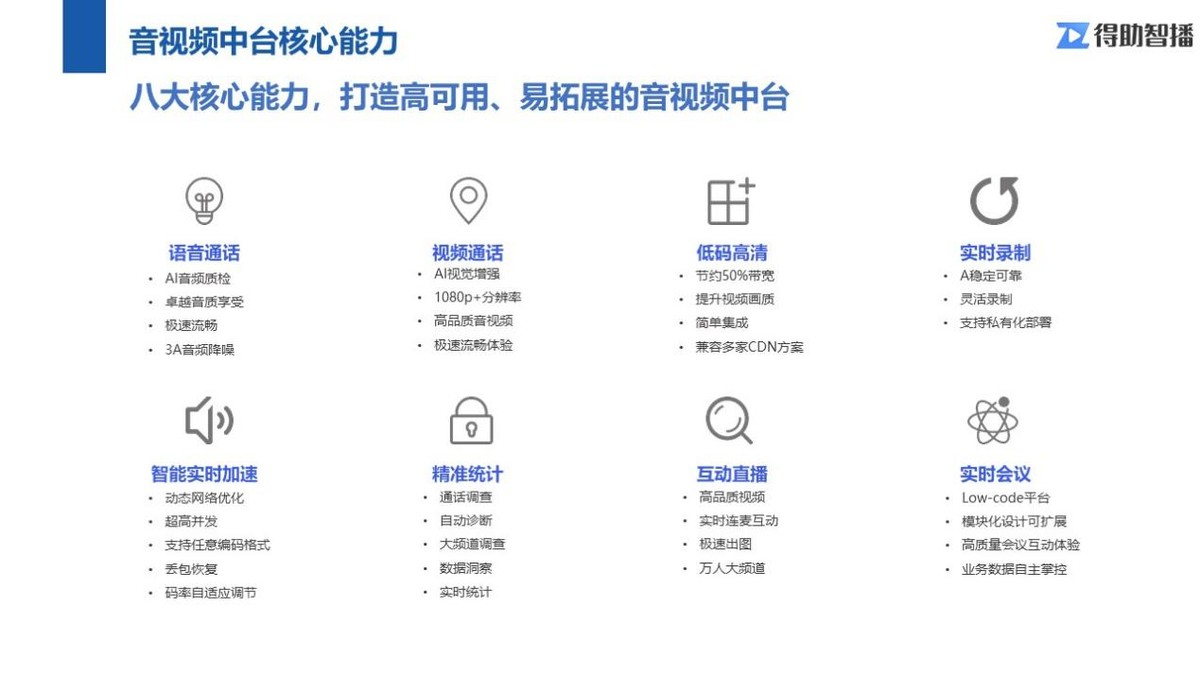 音视频中台核心能力
得助智播
八大核心能力，打造高可用、易拓展的音视频中台
语音通话
• AI音频质检
• 卓越音质享受
• 极速流畅
• 3A音频降噪
视频通话
• AI视觉增强
• 1080p+分辨率
• 高品质音视频
• 极速流畅体验
低码高清
• 节约50%带宽
• 提升视频画质
• 简单集成
• 兼容多家CDN方案
实时录制
• A稳定可靠
• 灵活录制
• 支持私有化部署
智能实时加速
• 动态网络优化
• 超高并发
• 支持任意编码格式
• 丢包恢复
• 码率自适应调节
精准统计
• 通话调查
• 自动诊断
• 大频道调查
• 数据洞察
• 实时统计
互动直播
• 高品质视频
• 实时连麦互动
• 极速出图
• 万人大频道
实时会议
• Low-code平台
• 模块化设计可扩展
• 高质量会议互动体验
• 业务数据自主掌控